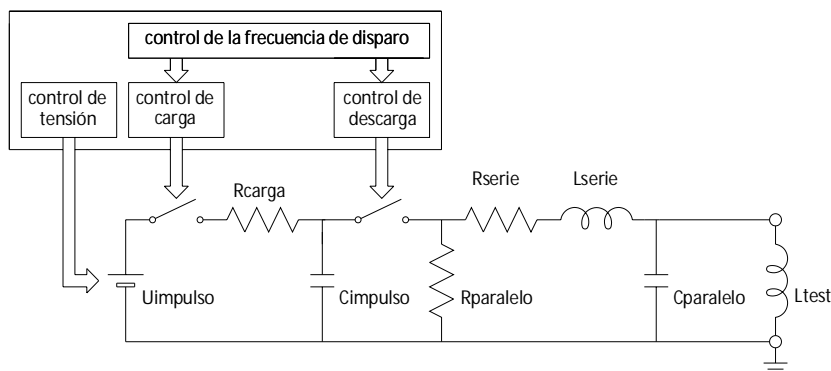 control de la frecuencia de disparo
control de
tensión
control de
carga
control de
descarga
Rcarga
Rserie
Lserie
Uimpulso
Cimpulso
Rparalelo
Cparalelo
Ltest